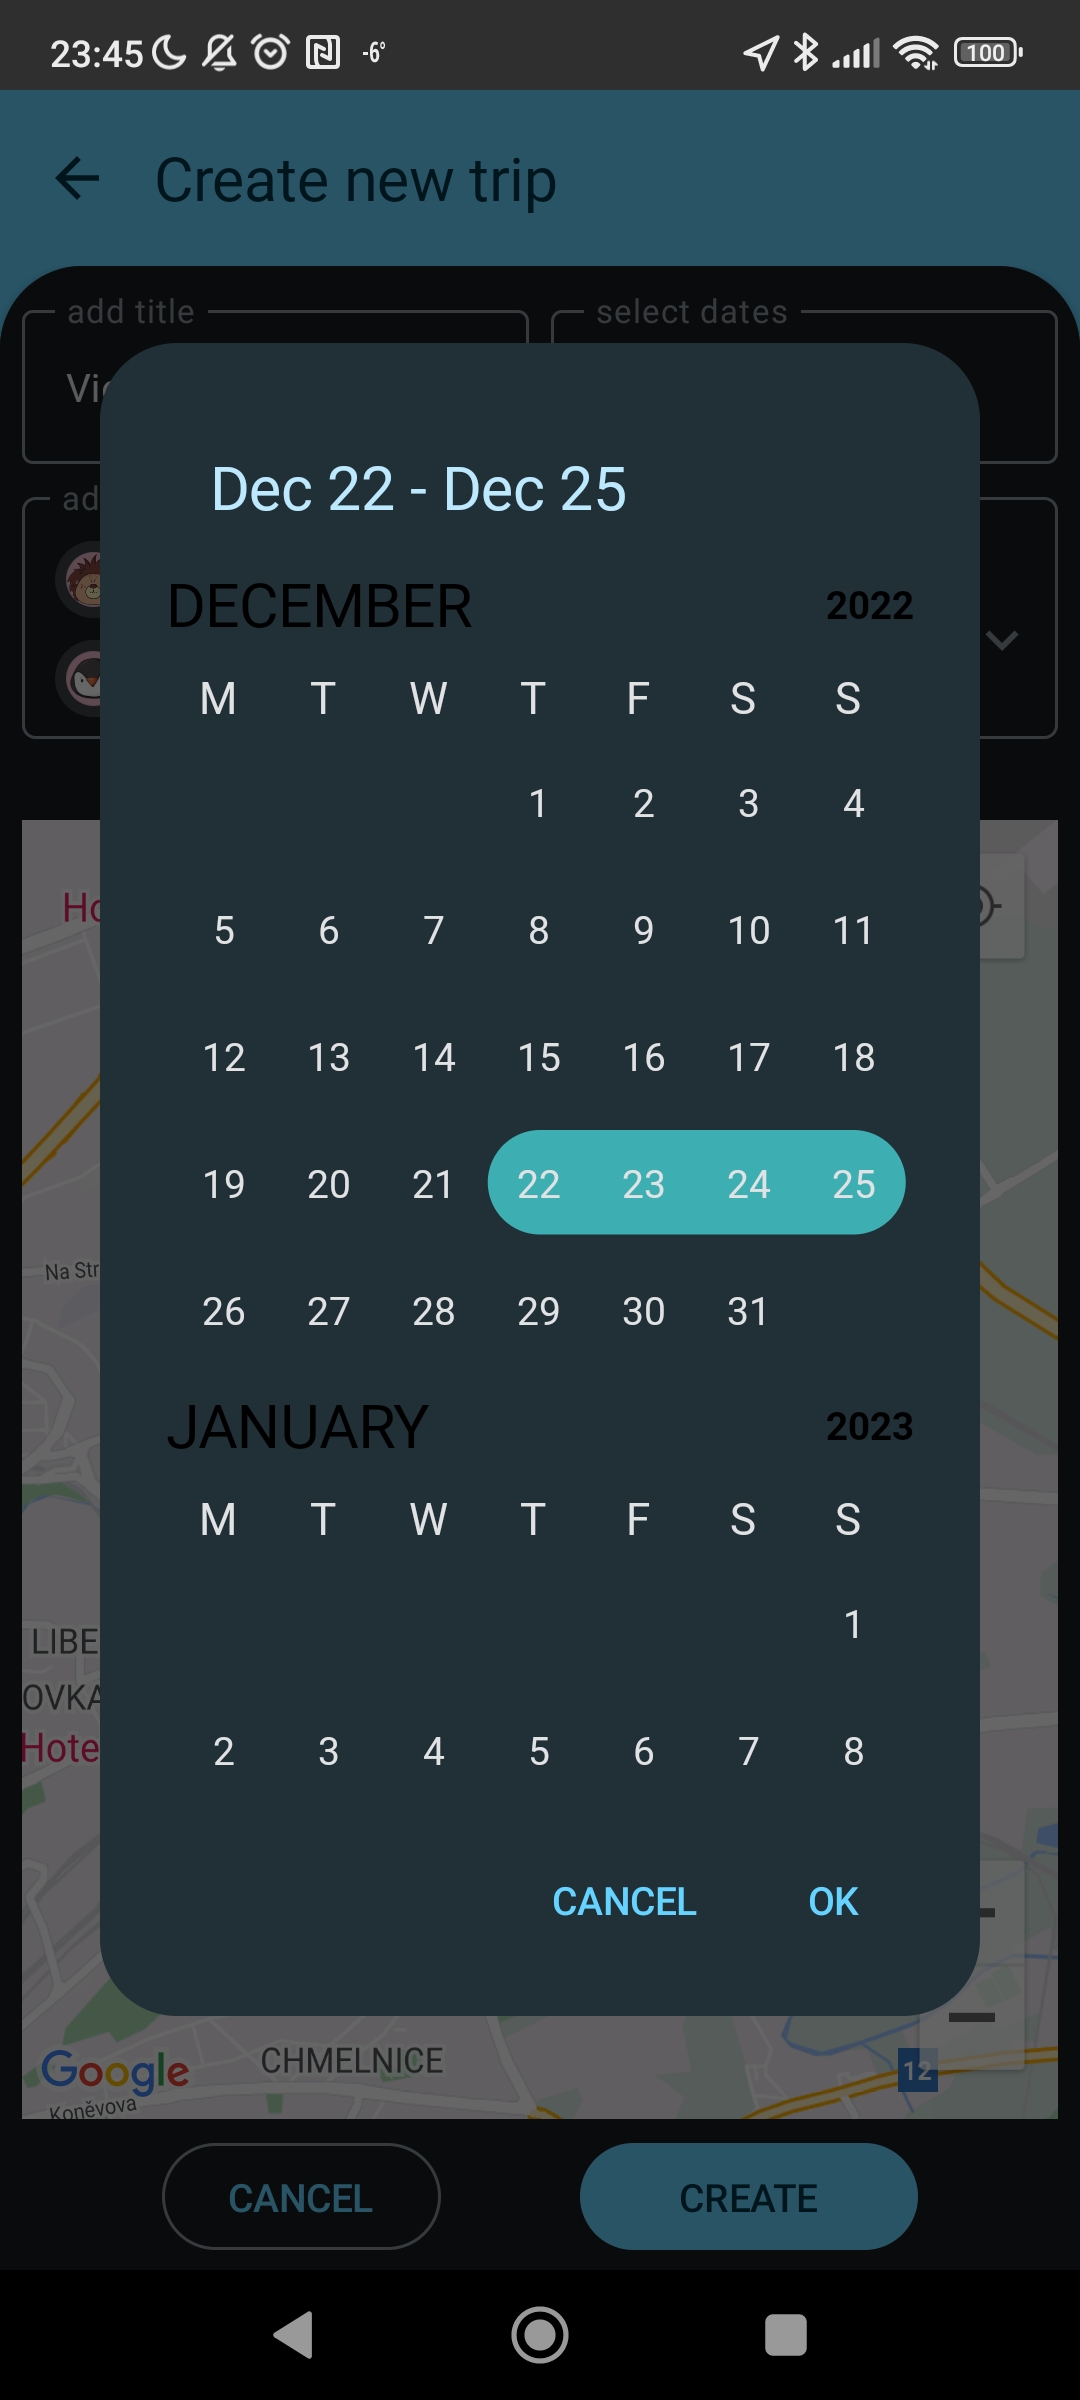 23:45 -6° 100
Create new trip
add title select dates
Dec 22 - Dec 25
DECEMBER 2022
M T W T F S S
1 2 3 4
5 6 7 8 9 10 11
12 13 14 15 16 17 18
19 20 21 22 23 24 25
26 27 28 29 30 31
JANUARY 2023
M T W T F S S
1
2 3 4 5 6 7 8
CANCEL OK
Na Str
LIBE
OVKA
Hote
CHMELNICE
12
Google
Koněvova
CANCEL CREATE